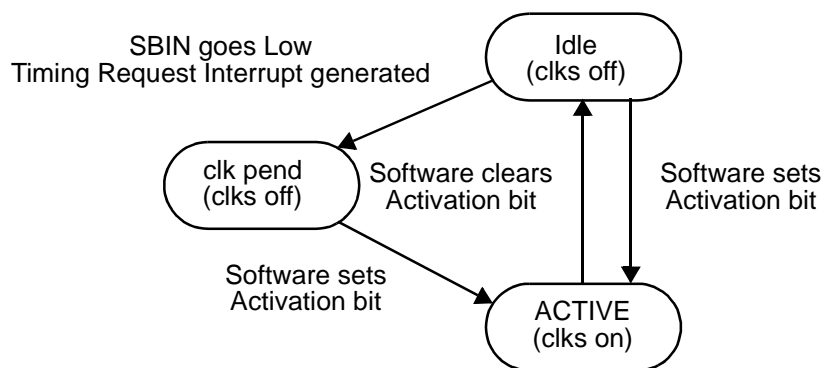 SBIN goes Low
Timing Request Interrupt generated
Idle
(clks off)
clk pend
(clks off)
Software clears
Activation bit
Software sets
Activation bit
Software sets
Activation bit
ACTIVE
(clks on)